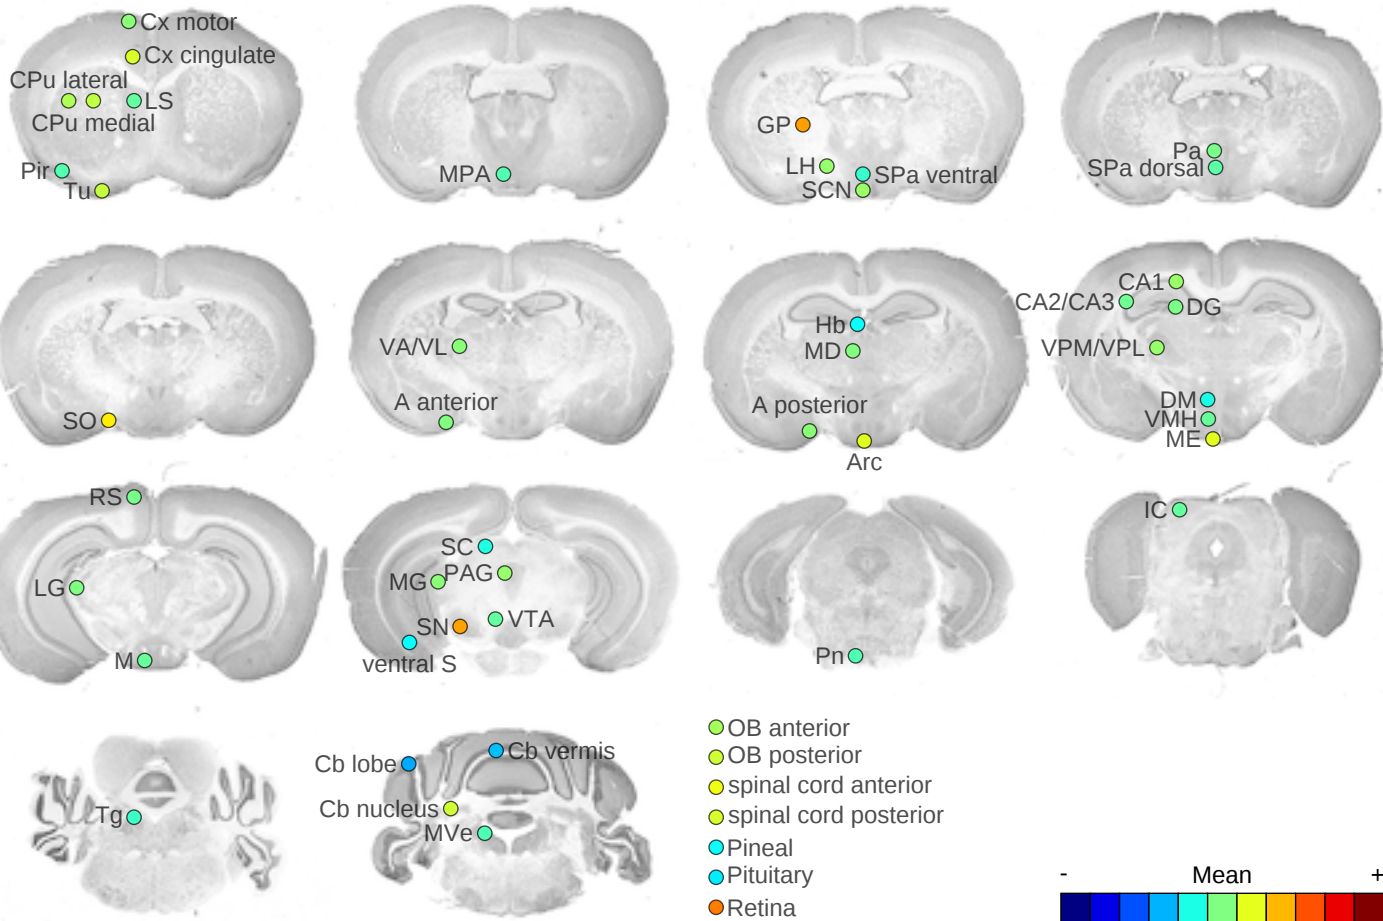 Cx motor
Cx cingulate
CPu lateral
LS
CPu medial
Pir
Tu
MPA
GP
LH
SPa ventral
SCN
Pa
SPa dorsal
SO
VA/VL
A anterior
Hb
MD
A posterior
Arc
CA1
CA2/CA3
DG
VPM/VPL
DM
VMH
ME
RS
LG
M
SC
MG
PAG
SN
VTA
ventral S
Pn
IC
Tg
Cb lobe
Cb vermis
Cb nucleus
MVe
OB anterior
OB posterior
spinal cord anterior
spinal cord posterior
Pineal
Pituitary
Retina
- Mean +